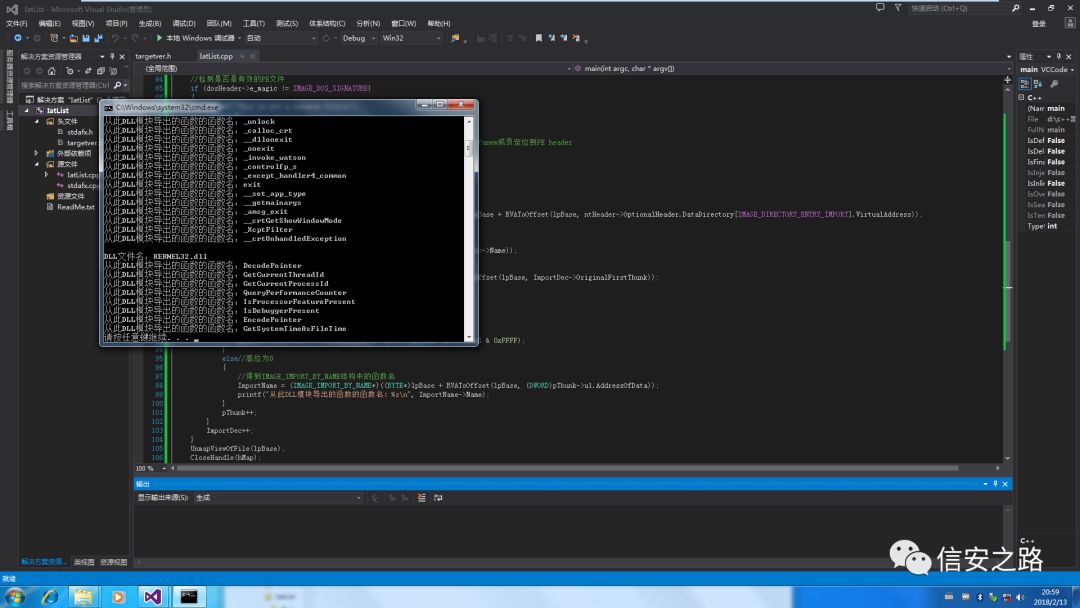 IatList - Microsoft Visual Studio(管理员)
快速启动 (Ctrl+Q)
文件(F) 编辑(E) 视图(V) 项目(P) 生成(B) 调试(D) 团队(M) 工具(T) 测试(S) 体系结构(C) 分析(N) 窗口(W) 帮助(H)
登录
本地 Windows 调试器 自动 Debug Win32
解决方案资源管理器
搜索解决方案资源管理器(Ctrl
解决方案 "IatList"
IatList
头文件
stdafx.h
targetver.
外部依赖项
源文件
IatList.cpp
stdafx.cpp
资源文件
ReadMe.txt
targetver.h IatList.cpp
(全局范围) main(int argc, char * argv[])
64 //检测是否是有效的PE文件
65 if (dosHeader->e_magic != IMAGE_DOS_SIGNATURE)
C:\Windows\system32\cmd.exe
从此DLL模块导出的函数的函数名: _unlock
从此DLL模块导出的函数的函数名: _calloc_crt
从此DLL模块导出的函数的函数名: __dllonexit
从此DLL模块导出的函数的函数名: _onexit
从此DLL模块导出的函数的函数名: _invoke_watson
从此DLL模块导出的函数的函数名: _controlfp_s
从此DLL模块导出的函数的函数名: _except_handler4_common
从此DLL模块导出的函数的函数名: exit
从此DLL模块导出的函数的函数名: __set_app_type
从此DLL模块导出的函数的函数名: __getmainargs
从此DLL模块导出的函数的函数名: _amsg_exit
从此DLL模块导出的函数的函数名: __crtGetShowWindowMode
从此DLL模块导出的函数的函数名: _XcptFilter
从此DLL模块导出的函数的函数名: __crtUnhandledException
DLL文件名: KERNEL32.dll
从此DLL模块导出的函数的函数名: DecodePointer
从此DLL模块导出的函数的函数名: GetCurrentThreadId
从此DLL模块导出的函数的函数名: GetCurrentProcessId
从此DLL模块导出的函数的函数名: QueryPerformanceCounter
从此DLL模块导出的函数的函数名: IsProcessorFeaturePresent
从此DLL模块导出的函数的函数名: IsDebuggerPresent
从此DLL模块导出的函数的函数名: EncodePointer
从此DLL模块导出的函数的函数名: GetSystemTimeAsFileTime
请按任意键继续. . .
anew成员定位到PE header
Base + RVAToOffset(lpBase, ntHeader->OptionalHeader.DataDirectory[IMAGE_DIRECTORY_ENTRY_IMPORT].VirtualAddress));
->Name));
ffset(lpBase, ImportDec->OriginalFirstThunk));
& 0xFFFF);
95 else//高位为0
96 {
97 //得到IMAGE_IMPORT_BY_NAME结构中的函数名
98 ImportName = (IMAGE_IMPORT_BY_NAME*)((BYTE*)lpBase + RVAToOffset(lpBase, (DWORD)pThunk->u1.AddressOfData));
99 printf("从此DLL模块导出的函数的函数名: %s\n", ImportName->Name);
100 }
101 pThunk++;
102 }
103 ImportDec++;
104 }
105 UnmapViewOfFile(lpBase);
106 CloseHandle(hMap);
100 %
输出
显示输出来源(S): 生成
属性
main VCCode
C++
(Nam main
File d:\c++
FullN main
IsDef False
IsDel False
IsFina False
IsInje False
IsInlin False
IsOve False
IsSea False
IsTen False
Types int
C++
解决方案资源... 类视图 资源视图
就绪
信安之路
20:59
2018/2/13